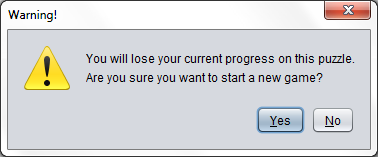 Warning!
You will lose your current progress on this puzzle.
Are you sure you want to start a new game?
Yes No